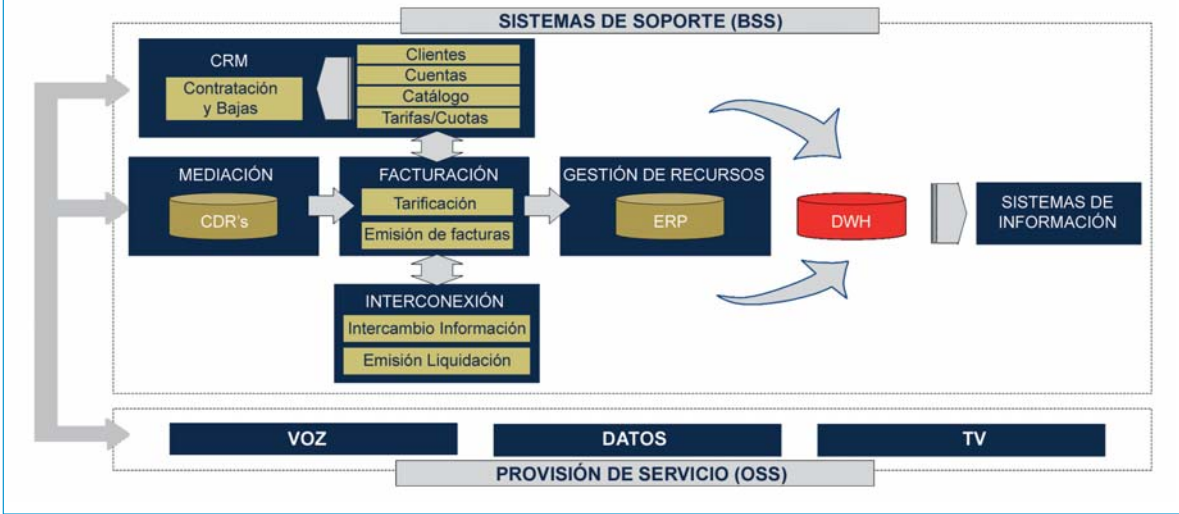 SISTEMAS DE SOPORTE (BSS)
CRM
Contratación
y Bajas
Clientes
Cuentas
Catálogo
Tarifas/Cuotas
MEDIACIÓN
CDR's
FACTURACIÓN
Tarificación
Emisión de facturas
GESTIÓN DE RECURSOS
ERP
DWH
SISTEMAS DE
INFORMACIÓN
INTERCONEXIÓN
Intercambio Información
Emisión Liquidación
VOZ
DATOS
TV
PROVISIÓN DE SERVICIO (OSS)